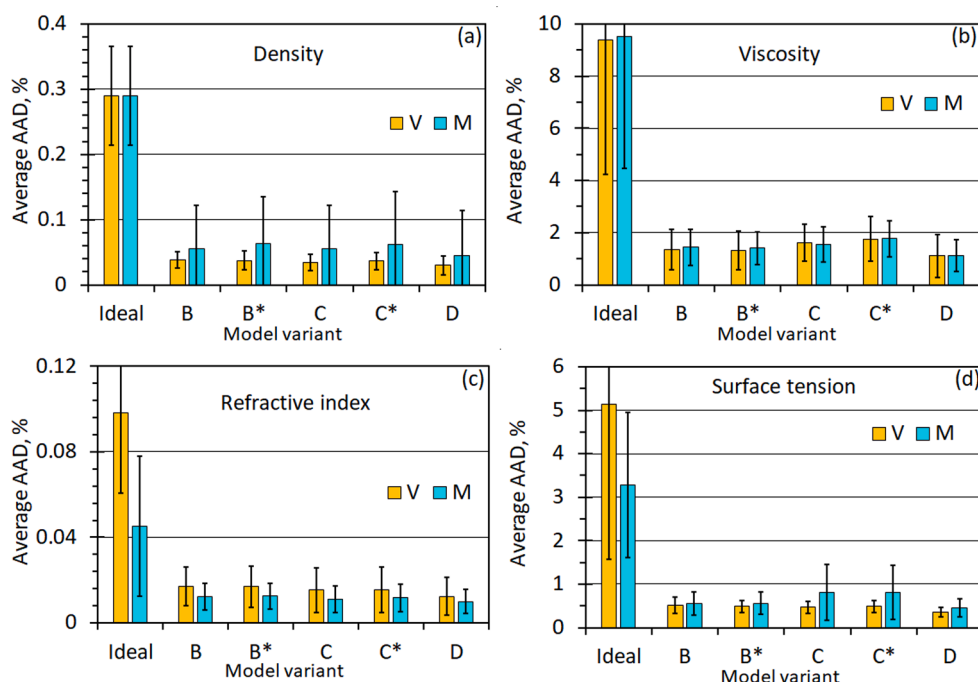 (a)
Density
V M
Average AAD, %
0.4
0.3
0.2
0.1
0
Ideal B B* C C* D
Model variant
(b)
Viscosity
V M
Average AAD, %
10
8
6
4
2
0
Ideal B B* C C* D
Model variant
(c)
Refractive index
V M
Average AAD, %
0.12
0.08
0.04
0
Ideal B B* C C* D
Model variant
(d)
Surface tension
V M
Average AAD, %
6
5
4
3
2
1
0
Ideal B B* C C* D
Model variant